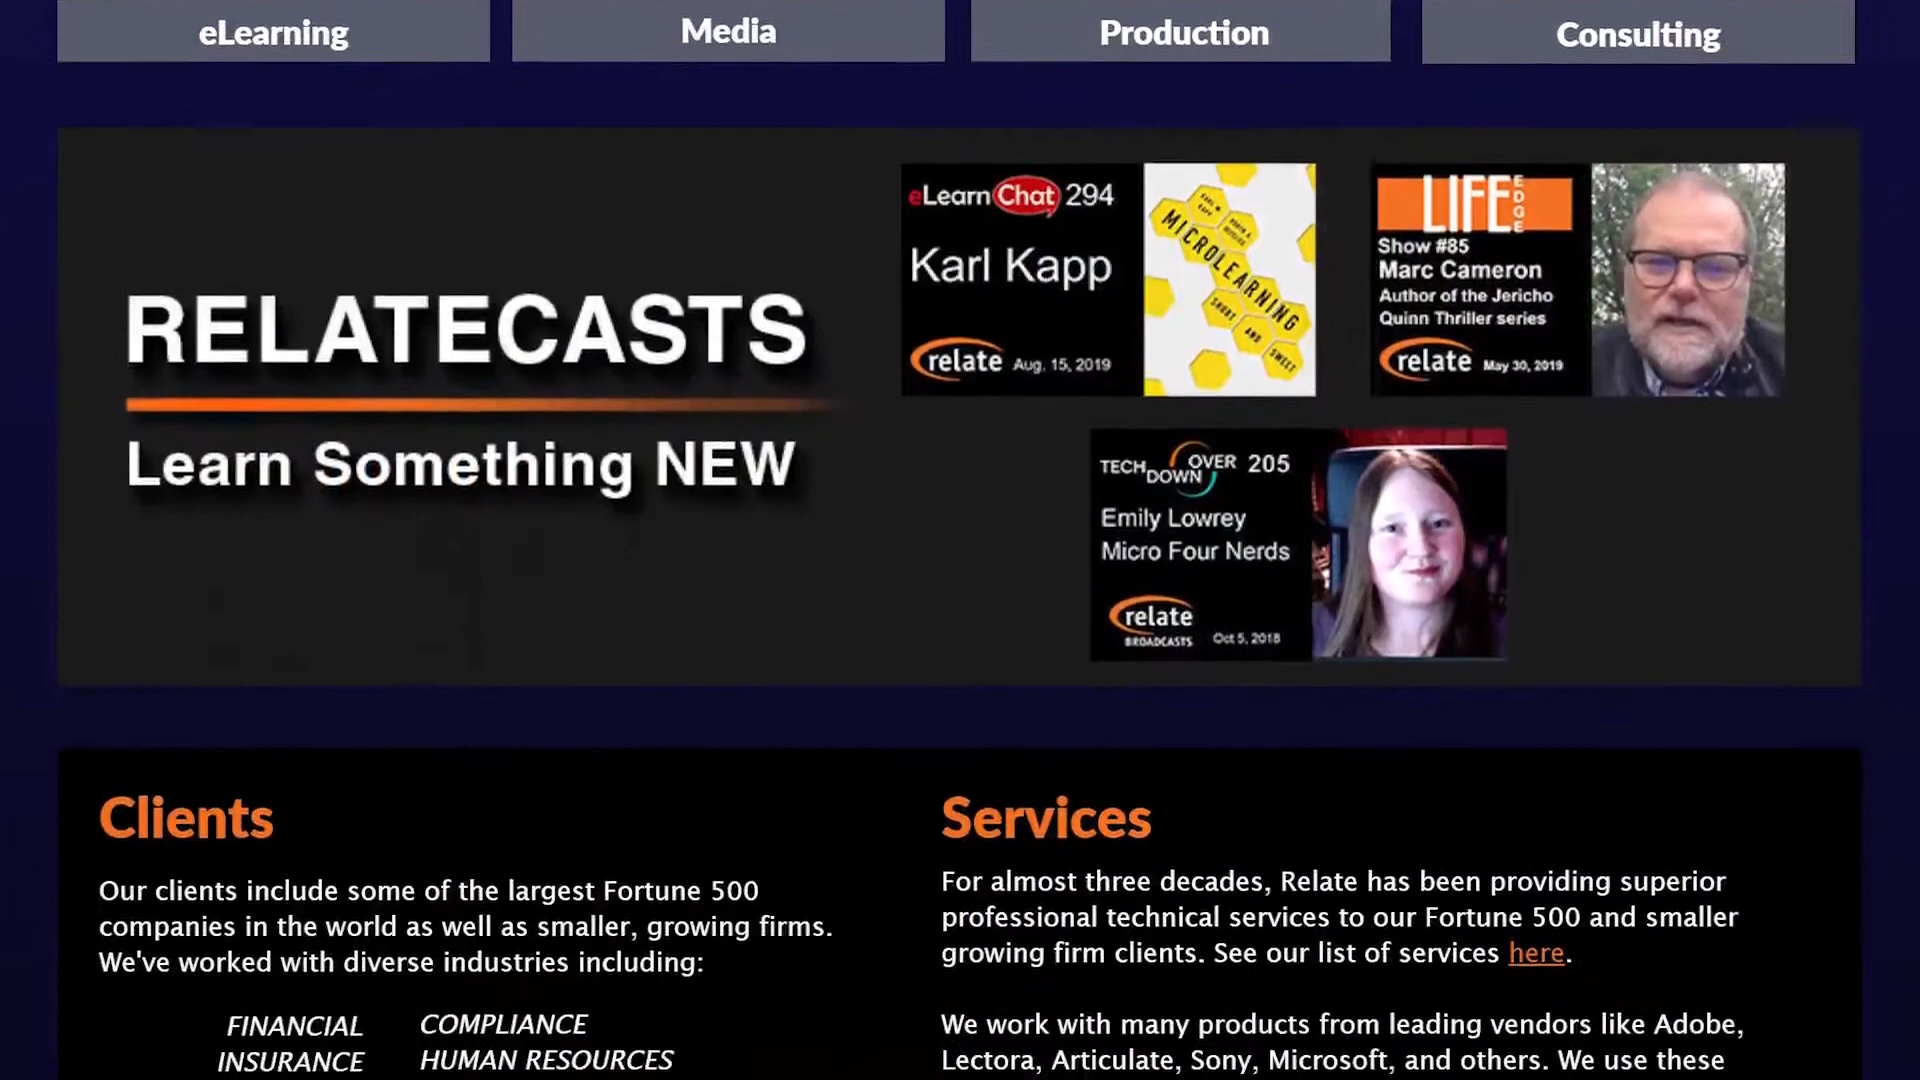 eLearning
Media
Production
Consulting
RELATECASTS
Learn Something NEW
eLearnChat 294
Karl Kapp
relate Aug. 15, 2019
MICROLEARNING
SHORT
AND
SWEET
LIFE
EDGE
Show #85
Marc Cameron
Author of the Jericho
Quinn Thriller series
relate May 30, 2019
TECH DOWN OVER 205
Emily Lowrey
Micro Four Nerds
relate
BROADCASTS Oct 5, 2018
Clients
Our clients include some of the largest Fortune 500
companies in the world as well as smaller, growing firms.
We've worked with diverse industries including:
FINANCIAL
INSURANCE
COMPLIANCE
HUMAN RESOURCES
Services
For almost three decades, Relate has been providing superior
professional technical services to our Fortune 500 and smaller
growing firm clients. See our list of services here.
We work with many products from leading vendors like Adobe,
Lectora, Articulate, Sony, Microsoft, and others. We use these